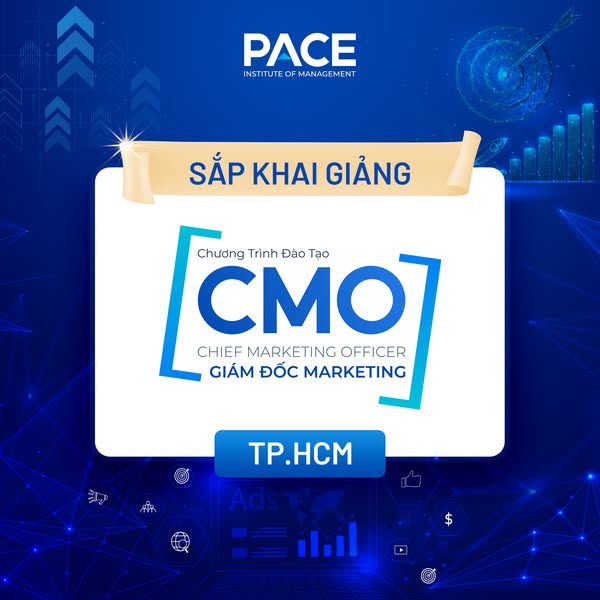 PACE
INSTITUTE OF MANAGEMENT
SẮP KHAI GIẢNG
Chương Trình Đào Tạo
CMO
CHIEF MARKETING OFFICER
GIÁM ĐỐC MARKETING
TP.HCM
Ads
$